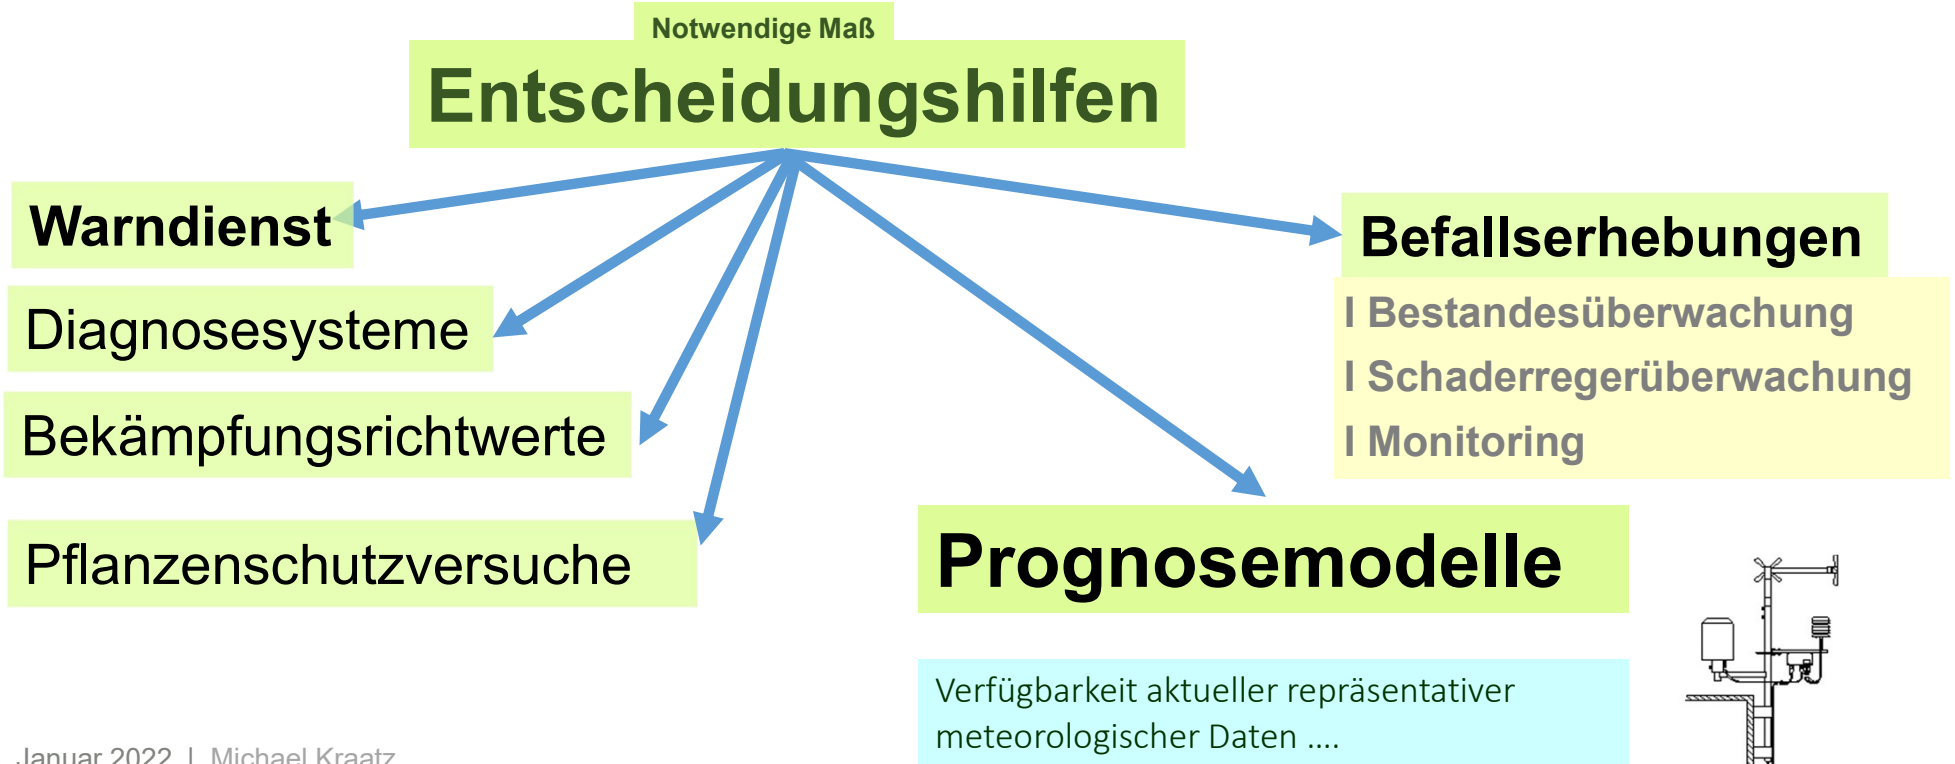 Notwendige Maß
Entscheidungshilfen
Warndienst
Diagnosesysteme
Bekämpfungsrichtwerte
Pflanzenschutzversuche
Befallserhebungen
I Bestandesüberwachung
I Schaderregerüberwachung
I Monitoring
Prognosemodelle
Verfügbarkeit aktueller repräsentativer
meteorologischer Daten ....
Januar 2022 | Michael Kraatz